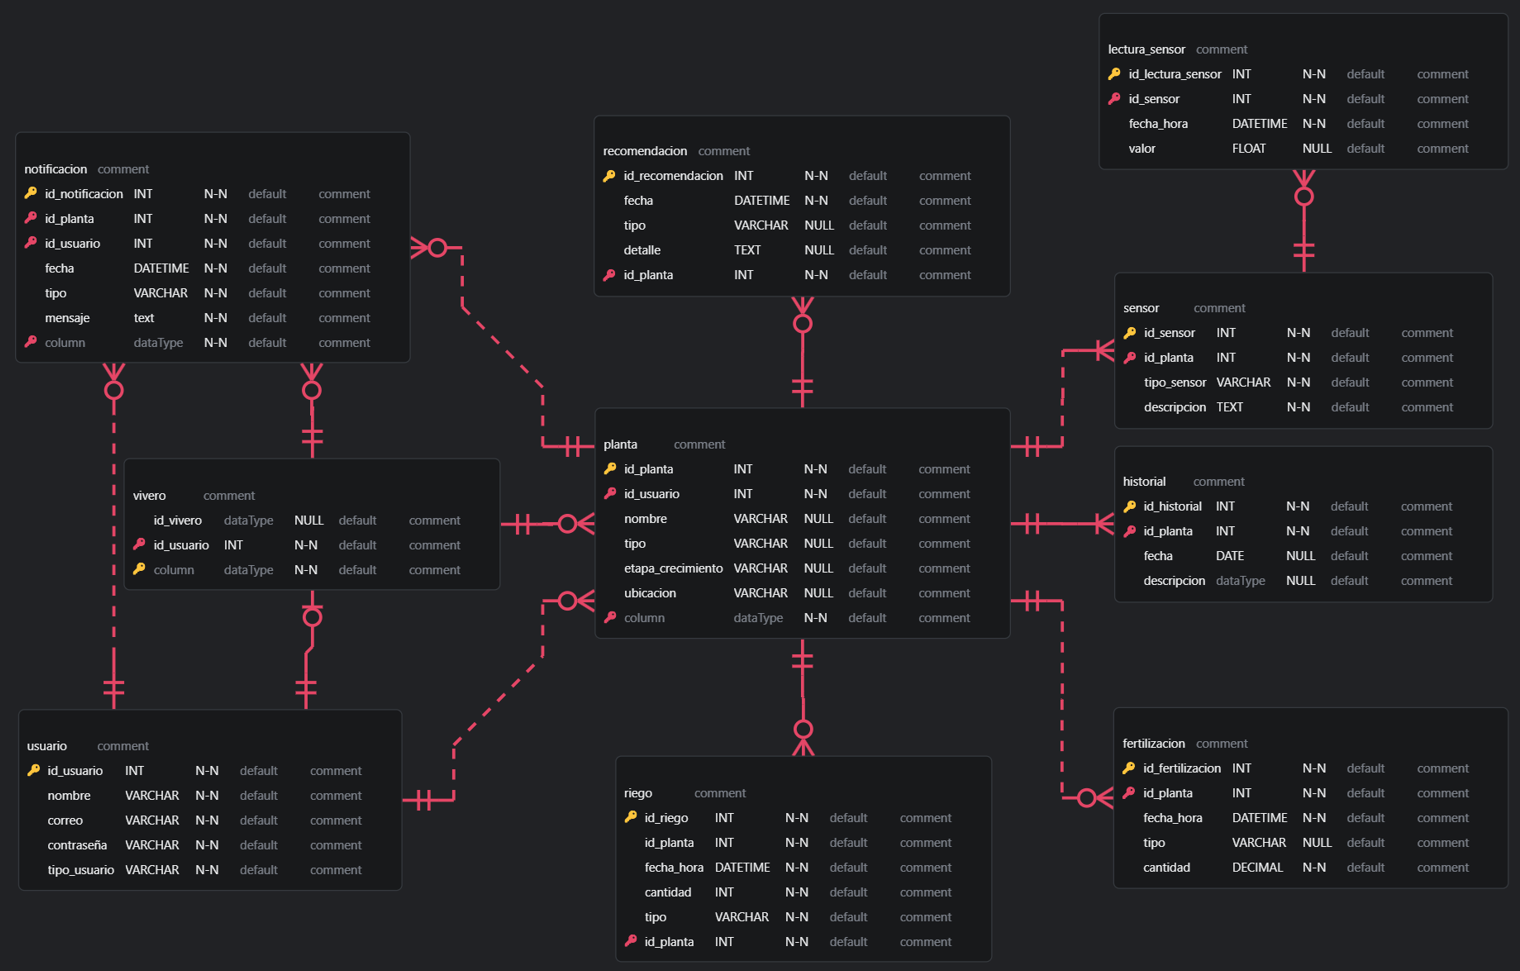 lectura_sensor comment
id_lectura_sensor INT N-N default comment
id_sensor INT N-N default comment
fecha_hora DATETIME N-N default comment
valor FLOAT NULL default comment
recomendacion comment
id_recomendacion INT N-N default comment
fecha DATETIME N-N default comment
tipo VARCHAR NULL default comment
detalle TEXT NULL default comment
id_planta INT N-N default comment
notificacion comment
id_notificacion INT N-N default comment
id_planta INT N-N default comment
id_usuario INT N-N default comment
fecha DATETIME N-N default comment
tipo VARCHAR N-N default comment
mensaje text N-N default comment
column dataType N-N default comment
sensor comment
id_sensor INT N-N default comment
id_planta INT N-N default comment
tipo_sensor VARCHAR N-N default comment
descripcion TEXT N-N default comment
planta comment
id_planta INT N-N default comment
id_usuario INT N-N default comment
nombre VARCHAR NULL default comment
tipo VARCHAR NULL default comment
etapa_crecimiento VARCHAR NULL default comment
ubicacion VARCHAR NULL default comment
column dataType N-N default comment
historial comment
id_historial INT N-N default comment
id_planta INT N-N default comment
fecha DATE NULL default comment
descripcion dataType NULL default comment
vivero comment
id_vivero dataType NULL default comment
id_usuario INT N-N default comment
column dataType N-N default comment
usuario comment
id_usuario INT N-N default comment
nombre VARCHAR N-N default comment
correo VARCHAR N-N default comment
contraseña VARCHAR N-N default comment
tipo_usuario VARCHAR N-N default comment
riego comment
id_riego INT N-N default comment
id_planta INT N-N default comment
fecha_hora DATETIME N-N default comment
cantidad INT N-N default comment
tipo VARCHAR N-N default comment
id_planta INT N-N default comment
fertilizacion comment
id_fertilizacion INT N-N default comment
id_planta INT N-N default comment
fecha_hora DATETIME N-N default comment
tipo VARCHAR NULL default comment
cantidad DECIMAL N-N default comment